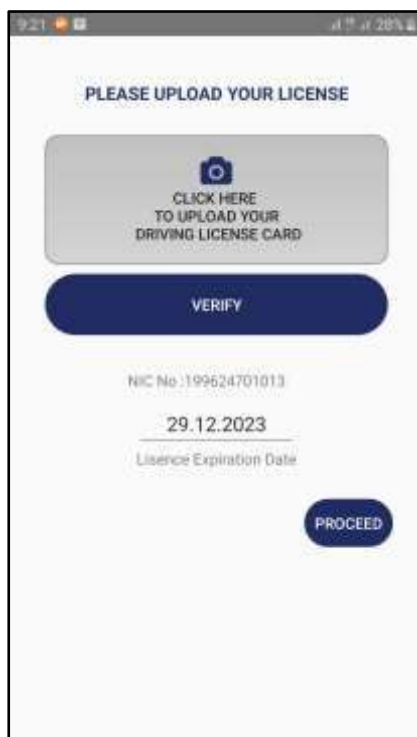 9:21 28%
PLEASE UPLOAD YOUR LICENSE
CLICK HERE
TO UPLOAD YOUR
DRIVING LICENSE CARD
VERIFY
NIC No :199624701013
29.12.2023
Lisence Expiration Date
PROCEED